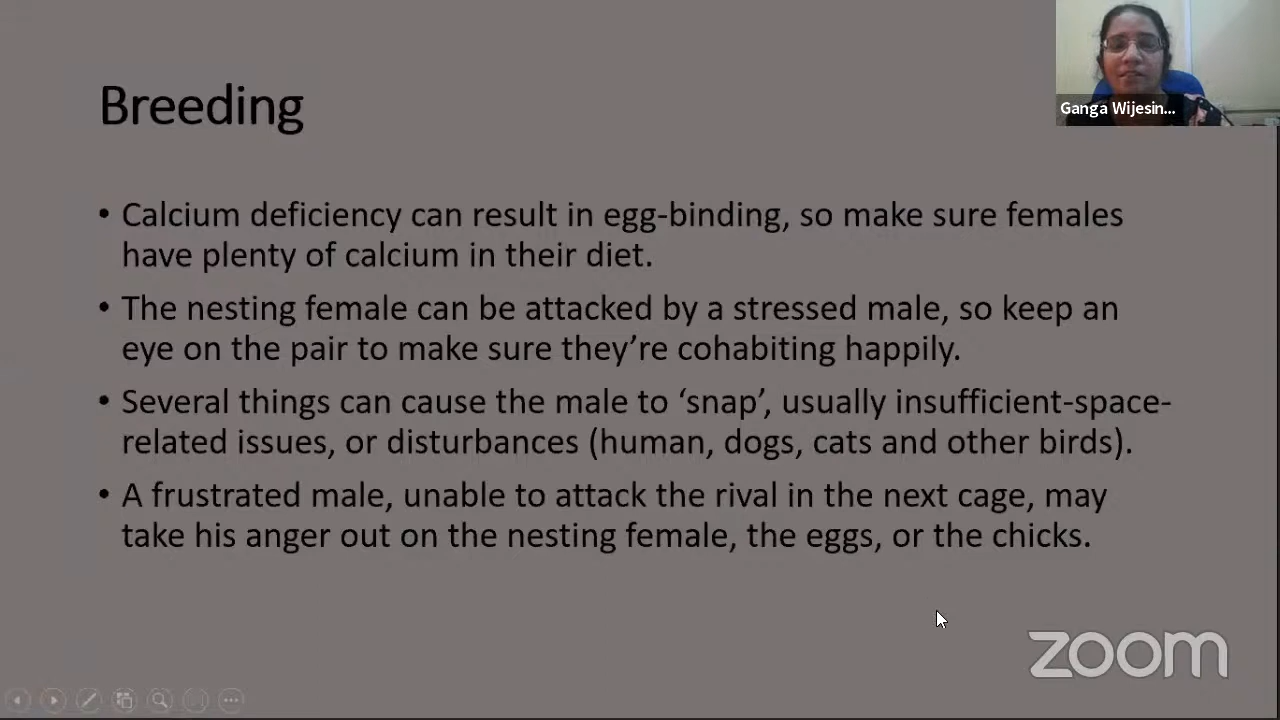 Breeding
Ganga Wijesin...
• Calcium deficiency can result in egg-binding, so make sure females
have plenty of calcium in their diet.
• The nesting female can be attacked by a stressed male, so keep an
eye on the pair to make sure they’re cohabiting happily.
• Several things can cause the male to ‘snap’, usually insufficient-space-
related issues, or disturbances (human, dogs, cats and other birds).
• A frustrated male, unable to attack the rival in the next cage, may
take his anger out on the nesting female, the eggs, or the chicks.
zoom